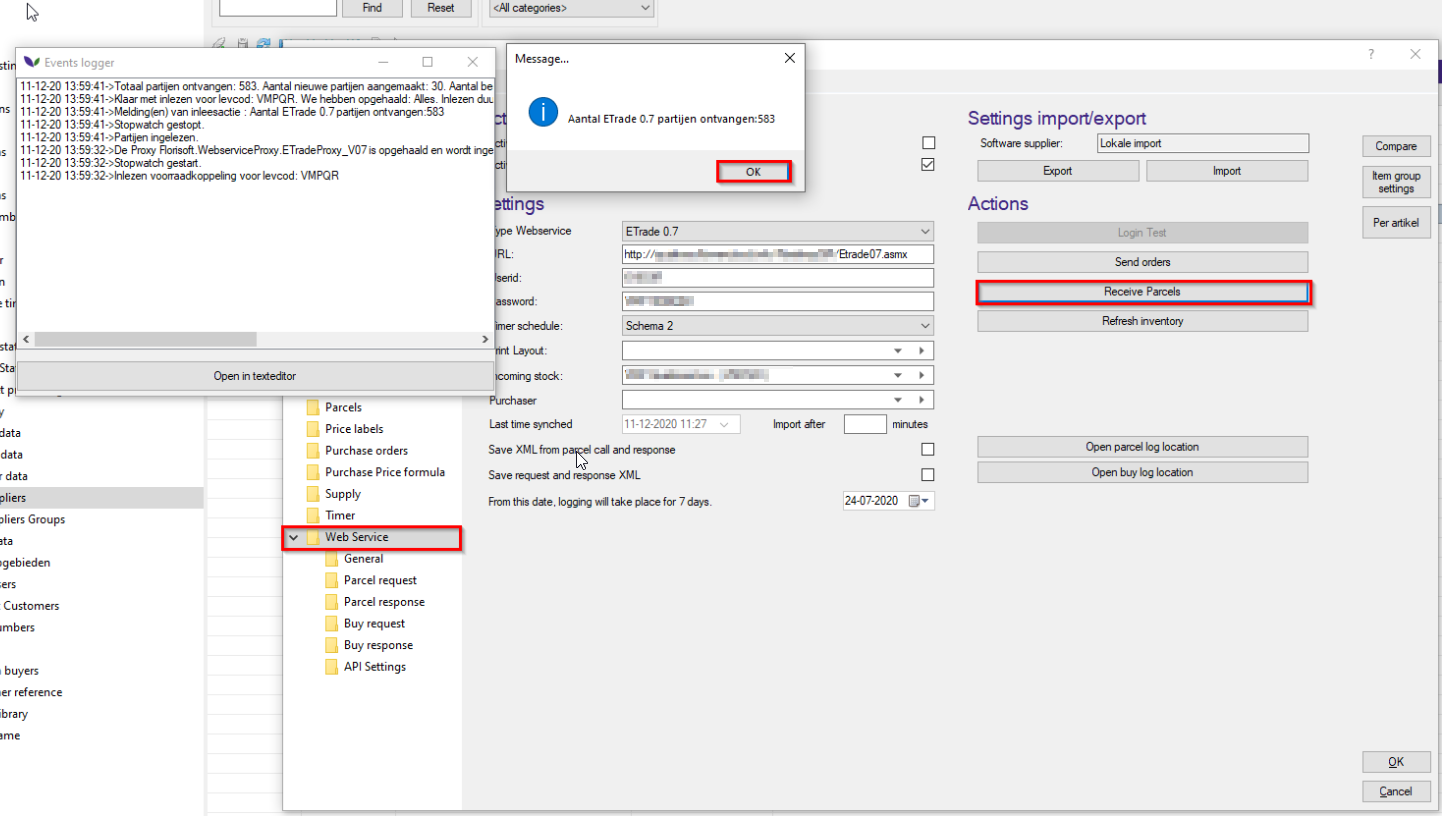 Find
Reset
<All categories>
Events logger
11-12-20 13:59:41->Totaal partijen ontvangen: 583. Aantal nieuwe partijen aangemaakt: 30. Aantal be
11-12-20 13:59:41->Klaar met inlezen voor levcod: VMPQR. We hebben opgehaald: Alles. Inlezen duu
11-12-20 13:59:41->Melding(en) van inleesactie : Aantal ETrade 0.7 partijen ontvangen:583
11-12-20 13:59:41->Stopwatch gestopt.
11-12-20 13:59:41->Partijen ingelezen.
11-12-20 13:59:32->De Proxy Florisoft.WebserviceProxy.ETradeProxy_V07 is opgehaald en wordt inge
11-12-20 13:59:32->Stopwatch gestart.
11-12-20 13:59:32->Inlezen voorraadkoppeling voor levcod: VMPQR
Open in texteditor
Message...
Aantal ETrade 0.7 partijen ontvangen:583
OK
?
ettings
ype Webservice
ETrade 0.7
RL:
http://
/Etrade07.asmx
serid:
assword:
imer schedule:
Schema 2
rint Layout:
ncoming stock:
Purchaser
Last time synched
11-12-2020 11:27
Import after
minutes
Save XML from parcel call and response
Save request and response XML
From this date, logging will take place for 7 days.
24-07-2020
Settings import/export
Software supplier:
Lokale import
Export
Import
Actions
Login Test
Send orders
Receive Parcels
Refresh inventory
Open parcel log location
Open buy log location
Compare
Item group
settings
Per artikel
OK
Cancel
Parcels
Price labels
Purchase orders
Purchase Price formula
Supply
Timer
Web Service
General
Parcel request
Parcel response
Buy request
Buy response
API Settings
data
data
r data
pliers
pliers Groups
ata
ngebieden
sers
Customers
umbers
buyers
er reference
ibrary
ame